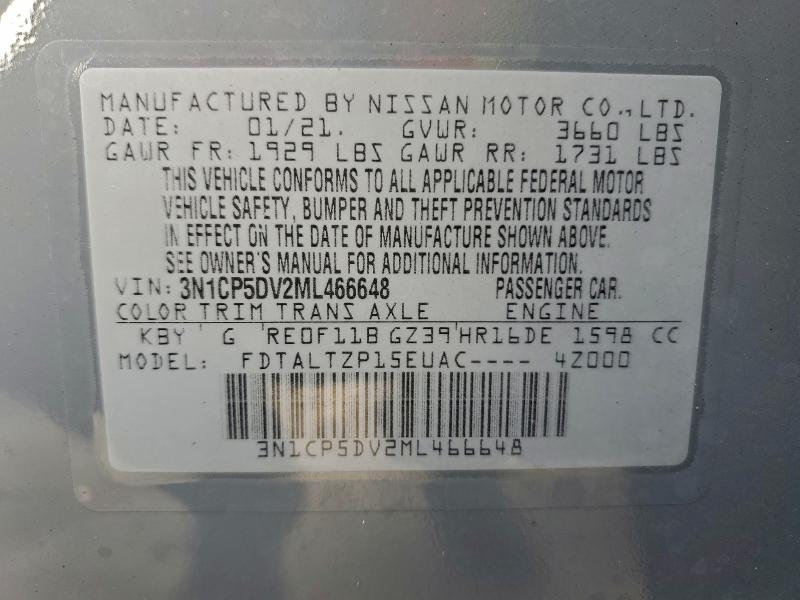 MANUFACTURED BY NISSAN MOTOR CO.,LTD.
DATE: 01/21. GVWR: 3660 LBS
GAWR FR: 1929 LBS GAWR RR: 1731 LBS
THIS VEHICLE CONFORMS TO ALL APPLICABLE FEDERAL MOTOR
VEHICLE SAFETY, BUMPER AND THEFT PREVENTION STANDARDS
IN EFFECT ON THE DATE OF MANUFACTURE SHOWN ABOVE.
SEE OWNER'S MANUAL FOR ADDITIONAL INFORMATION.
VIN: 3N1CP5DV2ML466648 PASSENGER CAR.
COLOR TRIM TRANS AXLE ENGINE
KBY G RE0F11B GZ39 HR16DE 1598 CC
MODEL: FDTALTZP15EUAC---- 4Z000
3N1CP5DV2ML466648